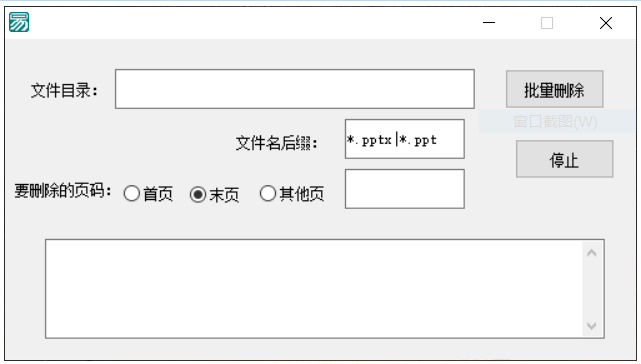 易
文件目录：
批量删除
窗口截图(W)
文件名后缀：
*.pptx|*.ppt
停止
要删除的页码：
首页
末页
其他页